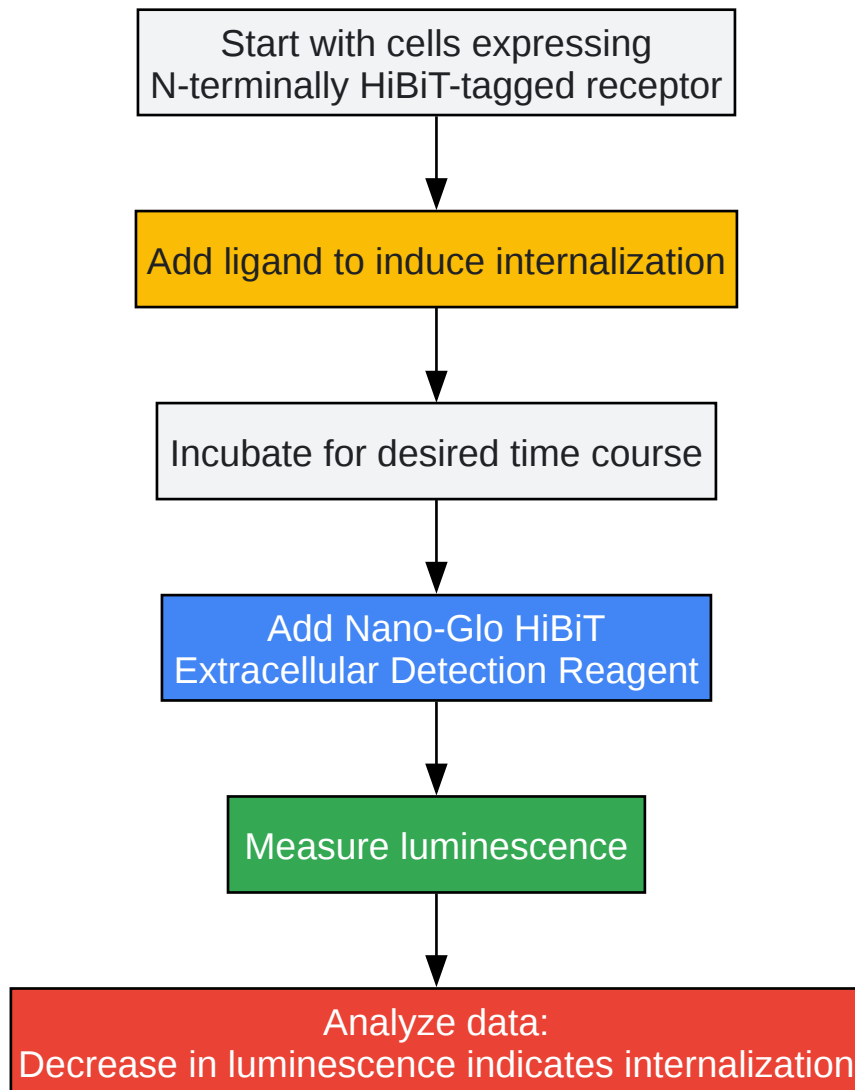 Start with cells expressing
N-terminally HiBiT-tagged receptor
Add ligand to induce internalization
Incubate for desired time course
Add Nano-Glo HiBiT
Extracellular Detection Reagent
Measure luminescence
Analyze data:
Decrease in luminescence indicates internalization